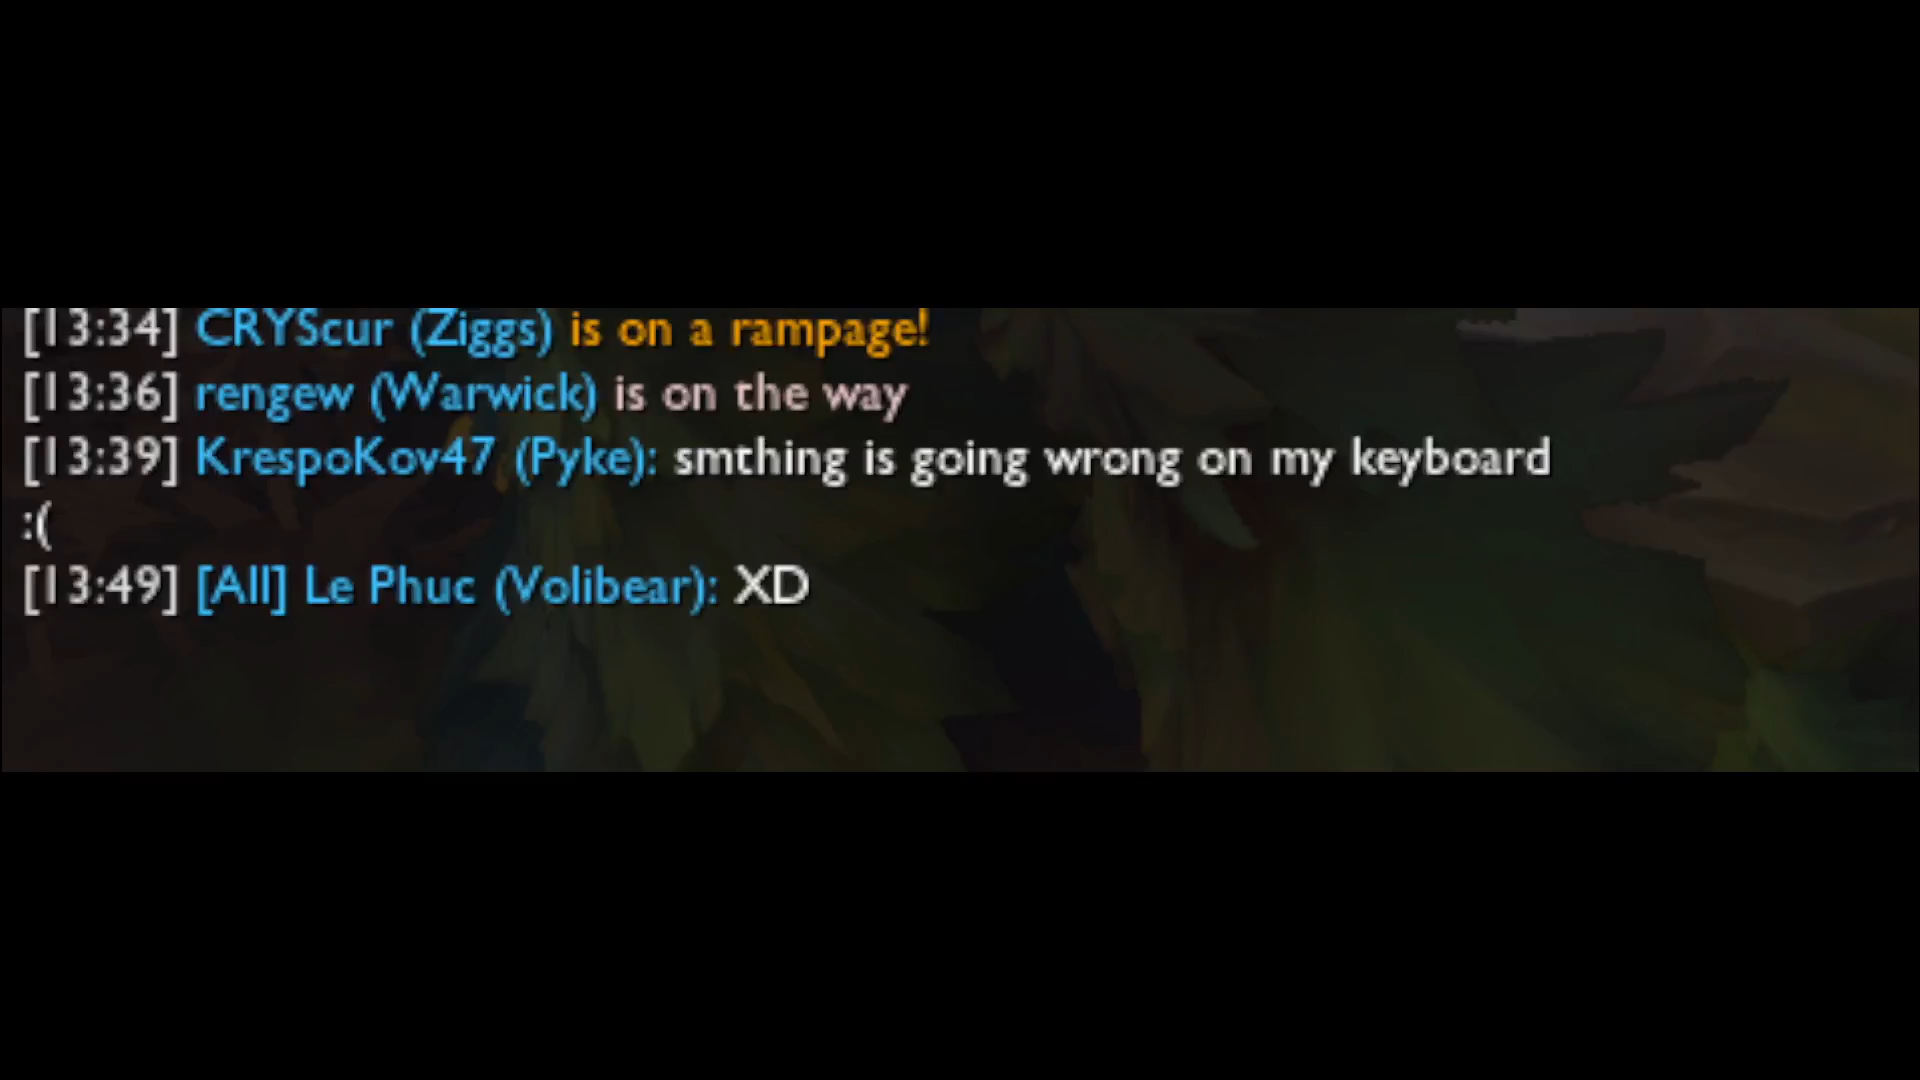 [13:34] CRYScur (Ziggs) is on a rampage!
[13:36] rengew (Warwick) is on the way
[13:39] KrespoKov47 (Pyke): smthing is going wrong on my keyboard
:(
[13:49] [All] Le Phuc (Volibear): XD